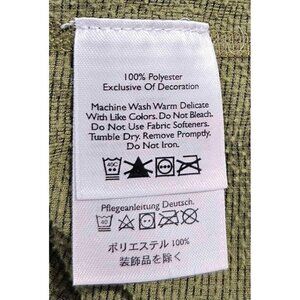 100% Polyester
Exclusive Of Decoration
Machine Wash Warm Delicate
With Like Colors. Do Not Bleach.
Do Not Use Fabric Softeners.
Tumble Dry. Remove Promptly.
Do Not Iron.
40C
Pflegeanleitung Deutsch.
40
ポリエステル 100%
装飾品を除く